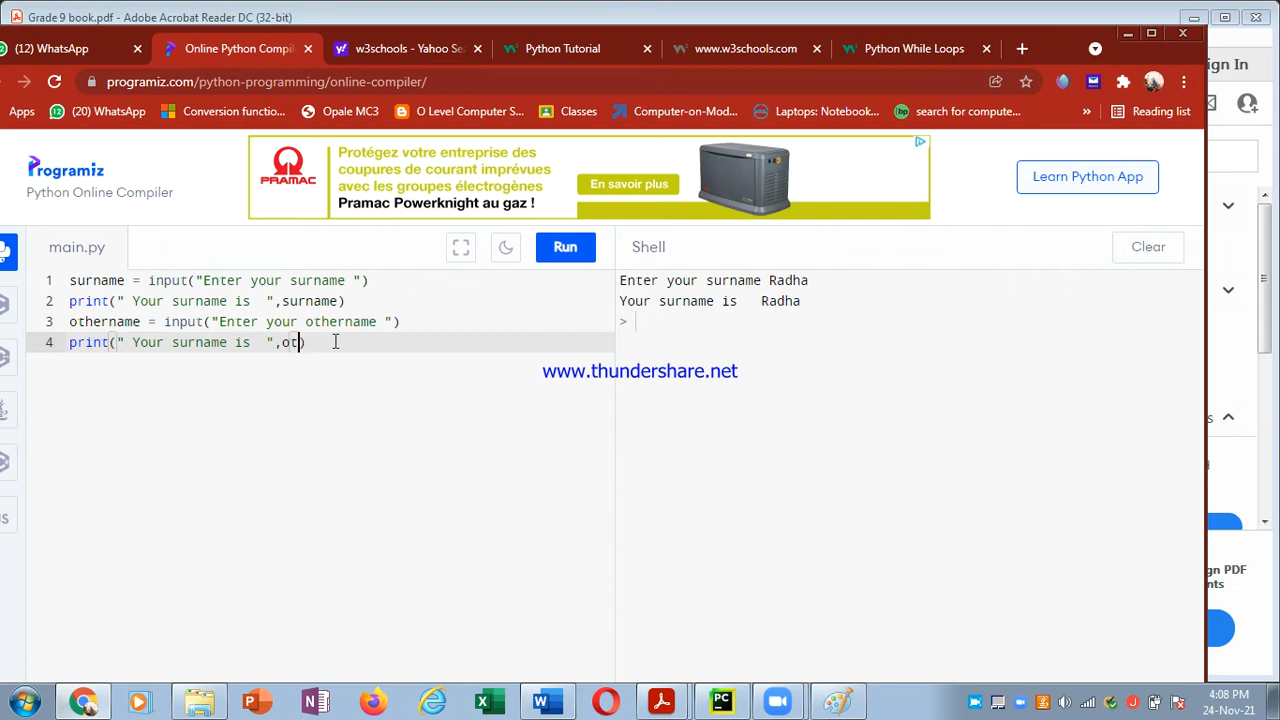 Grade 9 book.pdf - Adobe Acrobat Reader DC (32-bit)
(12) WhatsApp
Online Python Compil
w3schools - Yahoo Se
Python Tutorial
www.w3schools.com
Python While Loops
ign In
programiz.com/python-programming/online-compiler/
Apps
(20) WhatsApp
Conversion functio...
Opale MC3
O Level Computer S...
Classes
Computer-on-Mod...
Laptops: Notebook...
search for compute...
»
Reading list
Programiz
Python Online Compiler
PRAMAC
Protégez votre entreprise des
coupures de courant imprévues
avec les groupes électrogènes
Pramac Powerknight au gaz !
En savoir plus
Learn Python App
main.py
Run
Shell
Clear
1 surname = input("Enter your surname ")
2 print(" Your surname is  ",surname)
3 othername = input("Enter your othername ")
4 print(" Your surname is  ",ot)
Enter your surname Radha
Your surname is   Radha
>
www.thundershare.net
gn PDF
nts
4:08 PM
24-Nov-21